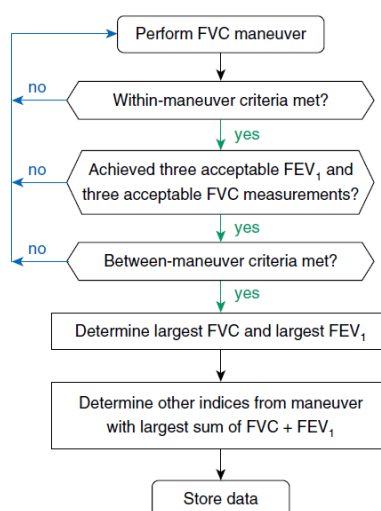 Perform FVC maneuver
no
Within-maneuver criteria met?
yes
no
Achieved three acceptable FEV₁ and
three acceptable FVC measurements?
yes
no
Between-maneuver criteria met?
yes
Determine largest FVC and largest FEV₁
Determine other indices from maneuver
with largest sum of FVC + FEV₁
Store data